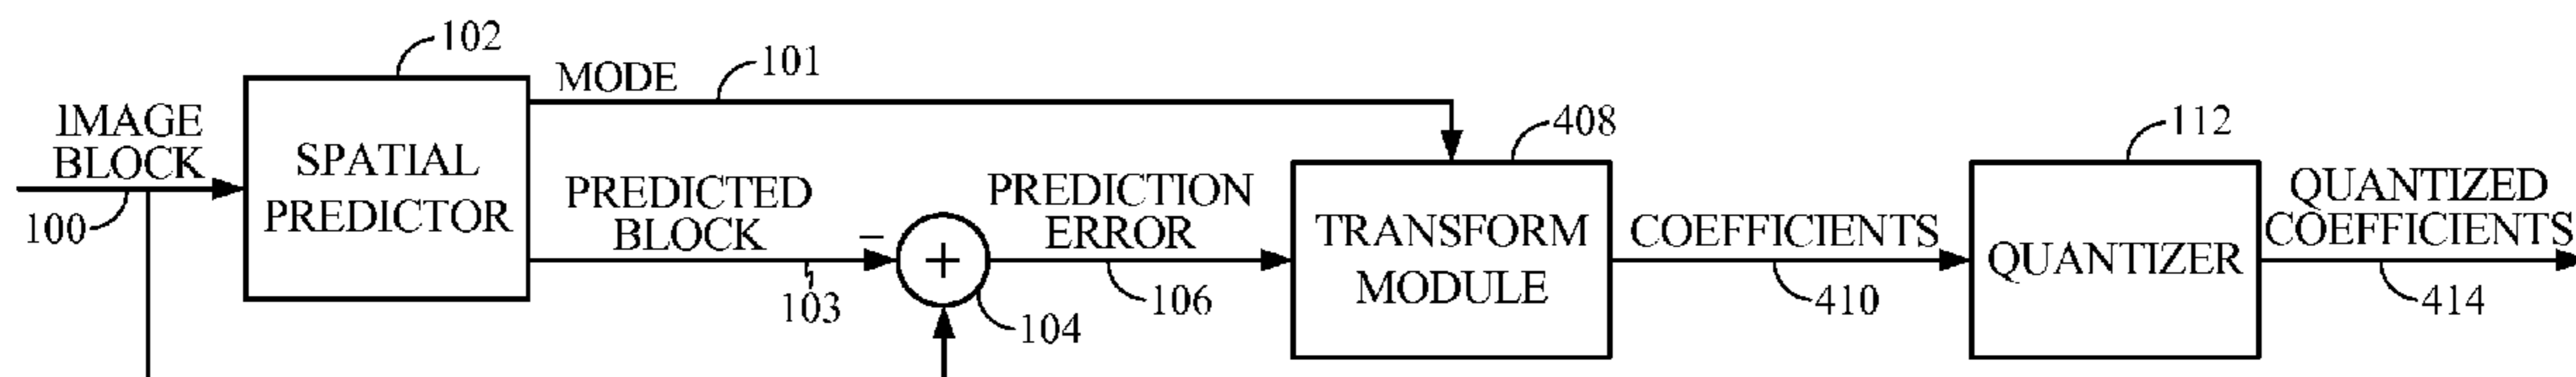 102
MODE
101
IMAGE
BLOCK
100
SPATIAL
PREDICTOR
PREDICTED
BLOCK
103
−
+
104
PREDICTION
ERROR
106
408
TRANSFORM
MODULE
COEFFICIENTS
410
112
QUANTIZER
QUANTIZED
COEFFICIENTS
414